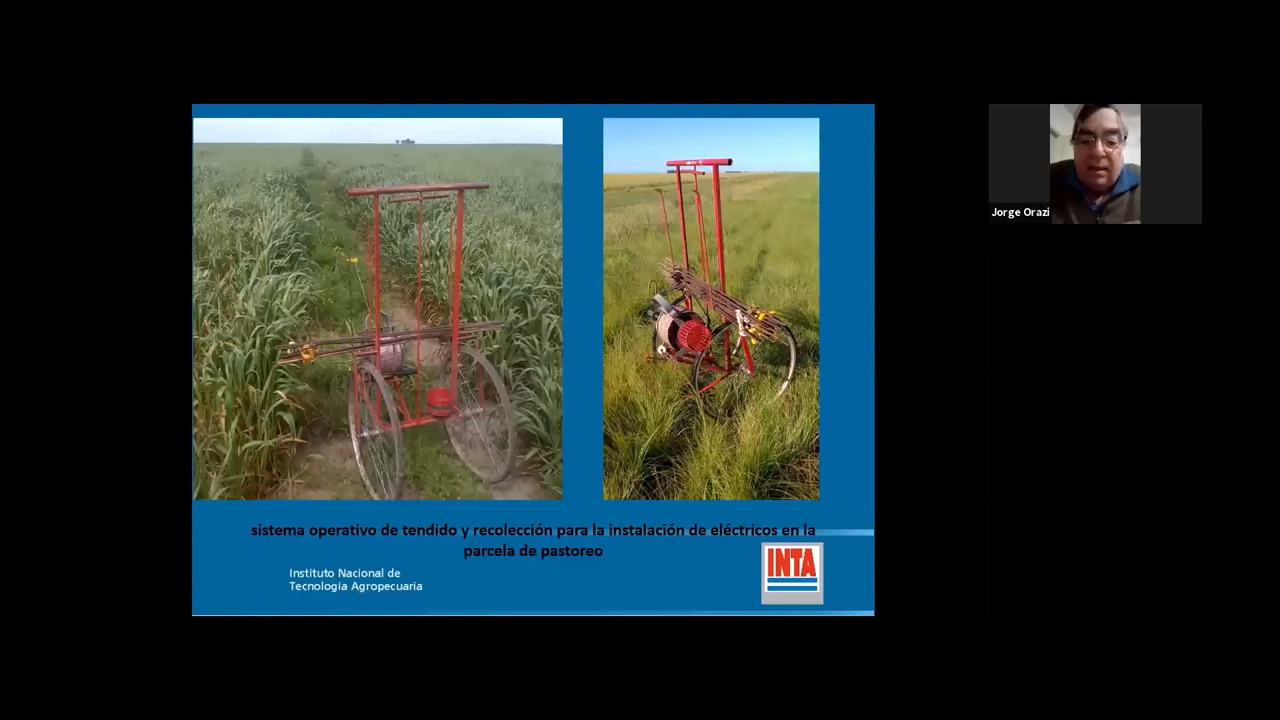 Jorge Orazi
sistema operativo de tendido y recolección para la instalación de eléctricos en la
parcela de pastoreo
Instituto Nacional de
Tecnología Agropecuaria
INTA